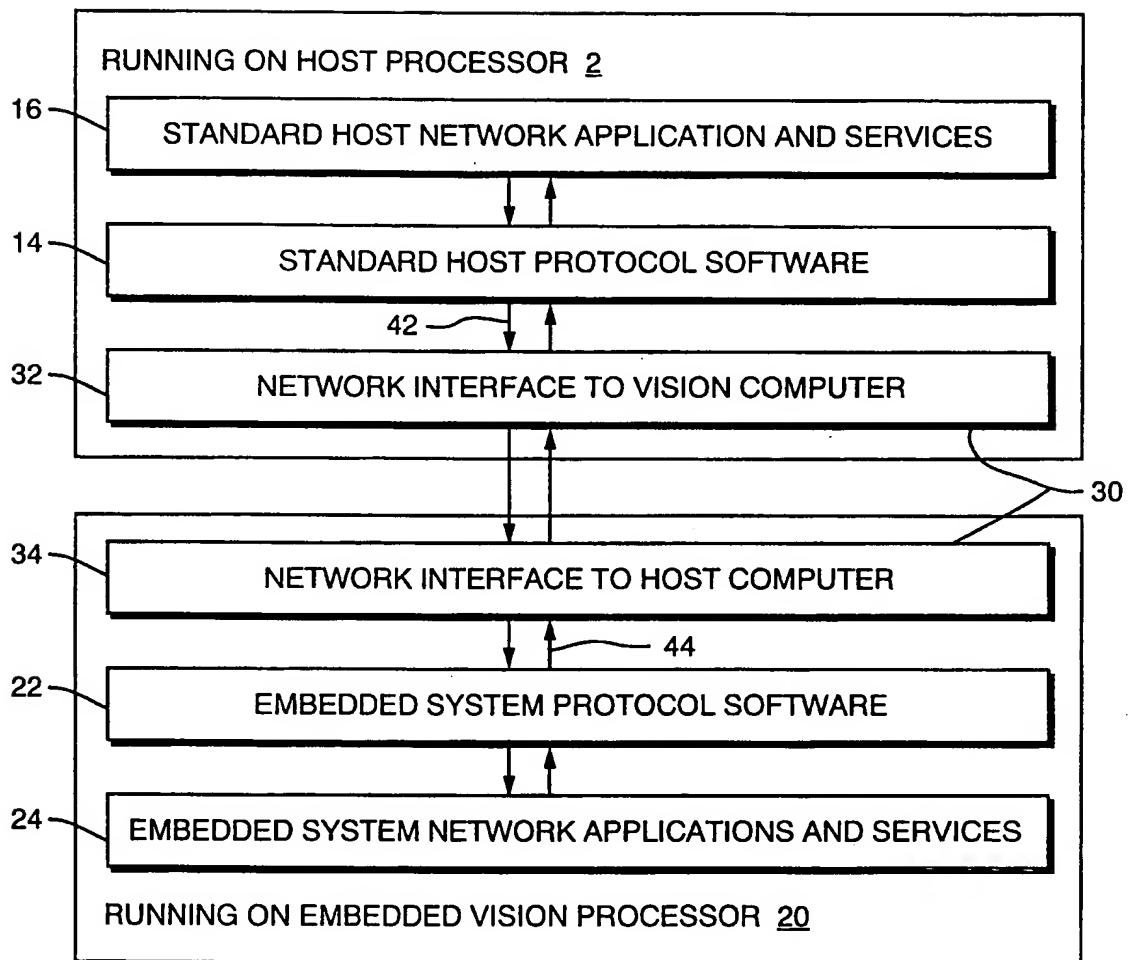 RUNNING ON HOST PROCESSOR 2
16
STANDARD HOST NETWORK APPLICATION AND SERVICES
14
STANDARD HOST PROTOCOL SOFTWARE
42
32
NETWORK INTERFACE TO VISION COMPUTER
30
34
NETWORK INTERFACE TO HOST COMPUTER
44
22
EMBEDDED SYSTEM PROTOCOL SOFTWARE
24
EMBEDDED SYSTEM NETWORK APPLICATIONS AND SERVICES
RUNNING ON EMBEDDED VISION PROCESSOR 20